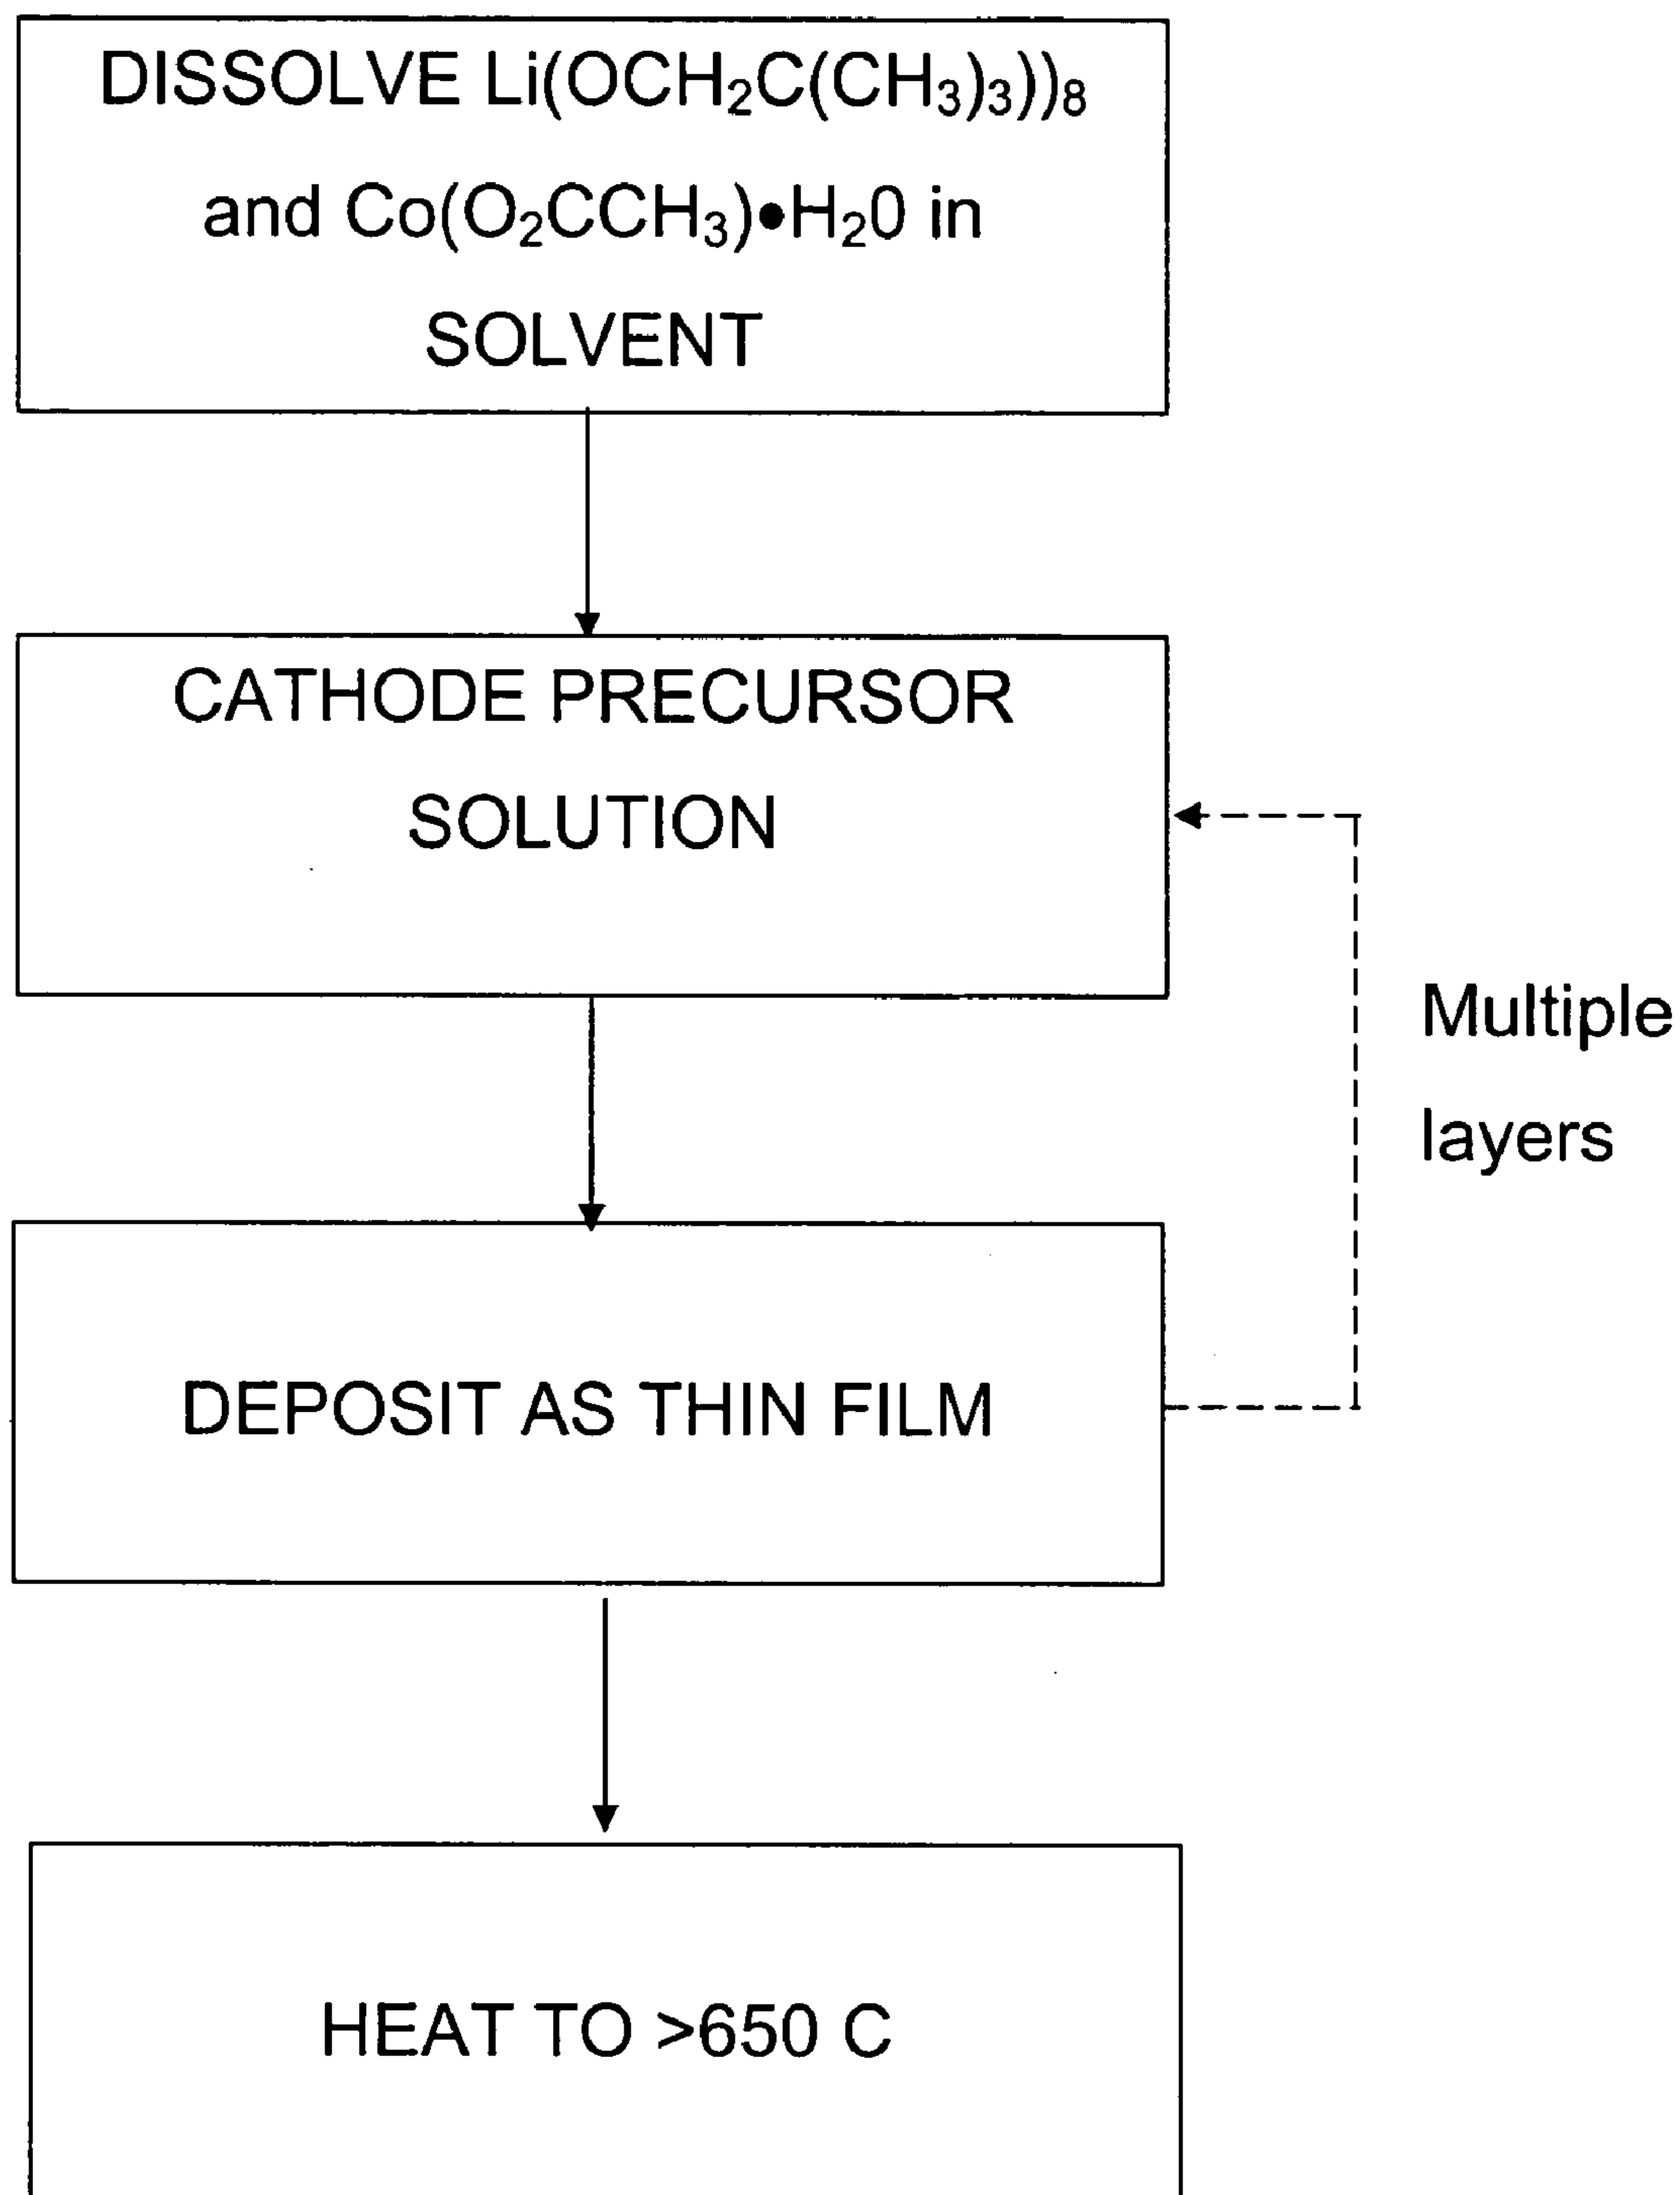 DISSOLVE Li(OCH₂C(CH₃)₃))₈
and Co(O₂CCH₃)•H₂0 in
SOLVENT
CATHODE PRECURSOR
SOLUTION
Multiple
layers
DEPOSIT AS THIN FILM
HEAT TO >650 C